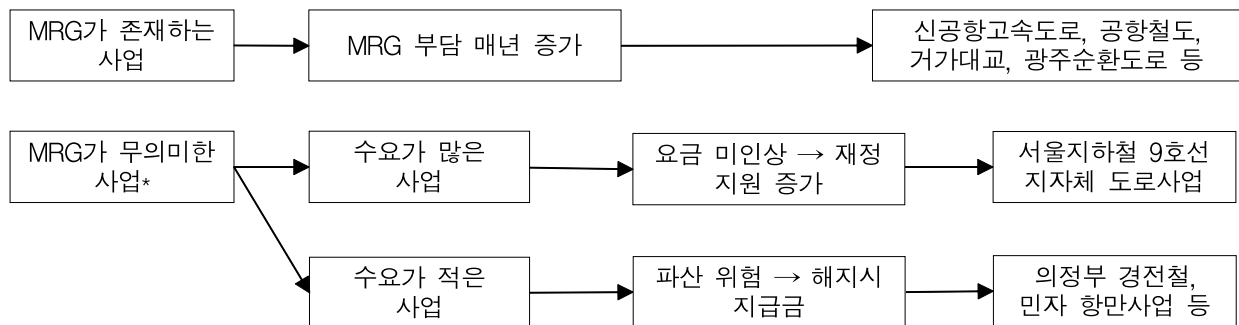 MRG가 존재하는
사업
MRG 부담 매년 증가
신공항고속도로, 공항철도,
거가대교, 광주순환도로 등
MRG가 무의미한
사업*
수요가 많은
사업
요금 미인상 → 재정
지원 증가
서울지하철 9호선
지자체 도로사업
수요가 적은
사업
파산 위험 → 해지시
지급금
의정부 경전철,
민자 항만사업 등